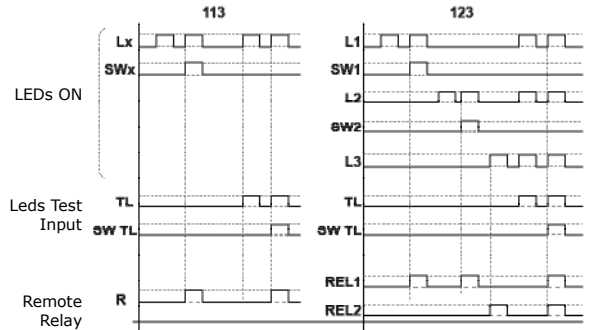 113 123
Lx L1
SWx SW1
LEDs ON
L2
SW2
L3
Leds Test
Input
TL TL
SW TL SW TL
REL1
Remote
Relay
R
REL2